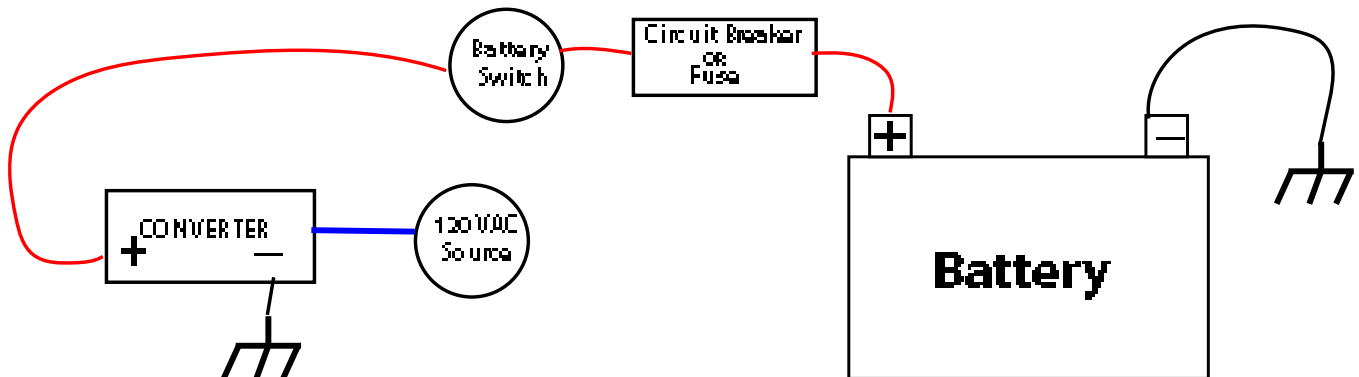 Battery
Switch
Circuit Breaker
OR
Fuse
+
−
CONVERTER
+
−
120 VAC
Source
Battery